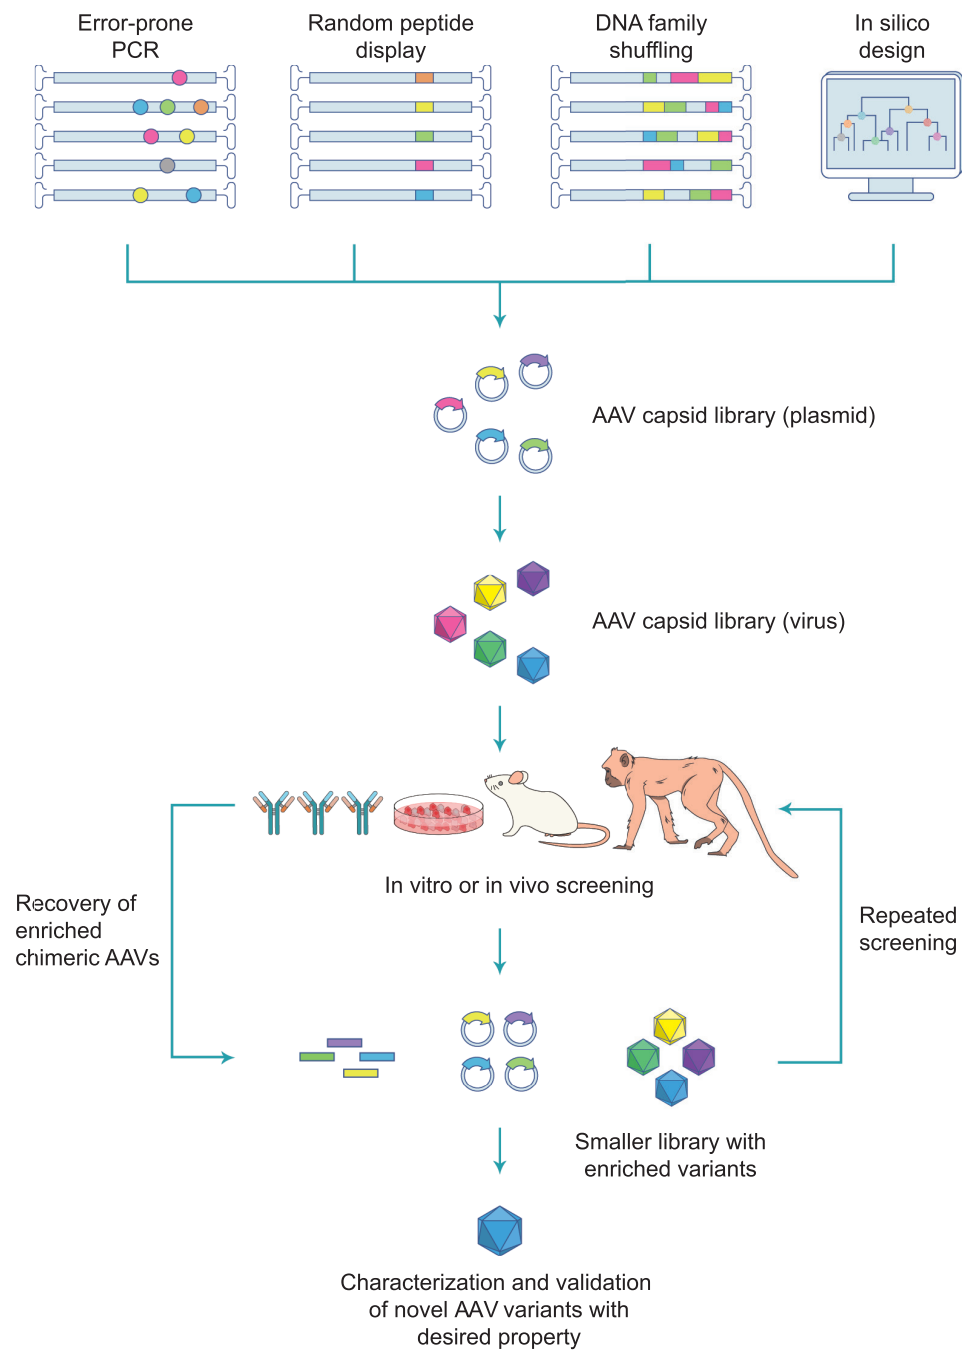 Error-prone
PCR
Random peptide
display
DNA family
shuffling
In silico
design
AAV capsid library (plasmid)
AAV capsid library (virus)
In vitro or in vivo screening
Recovery of
enriched
chimeric AAVs
Repeated
screening
Smaller library with
enriched variants
Characterization and validation
of novel AAV variants with
desired property